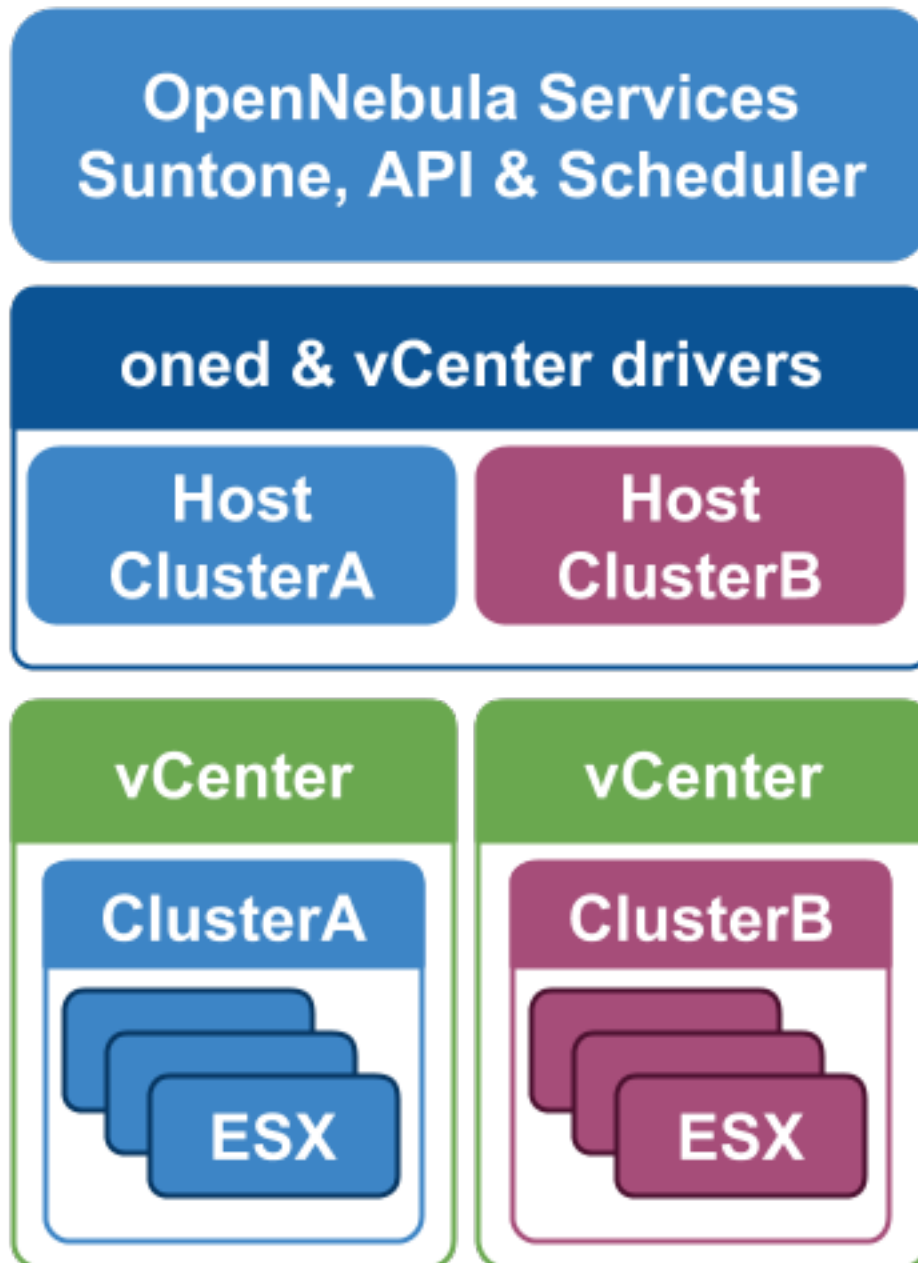 OpenNebula Services
Suntone, API & Scheduler
oned & vCenter drivers
Host
ClusterA
Host
ClusterB
vCenter
vCenter
ClusterA
ClusterB
ESX
ESX